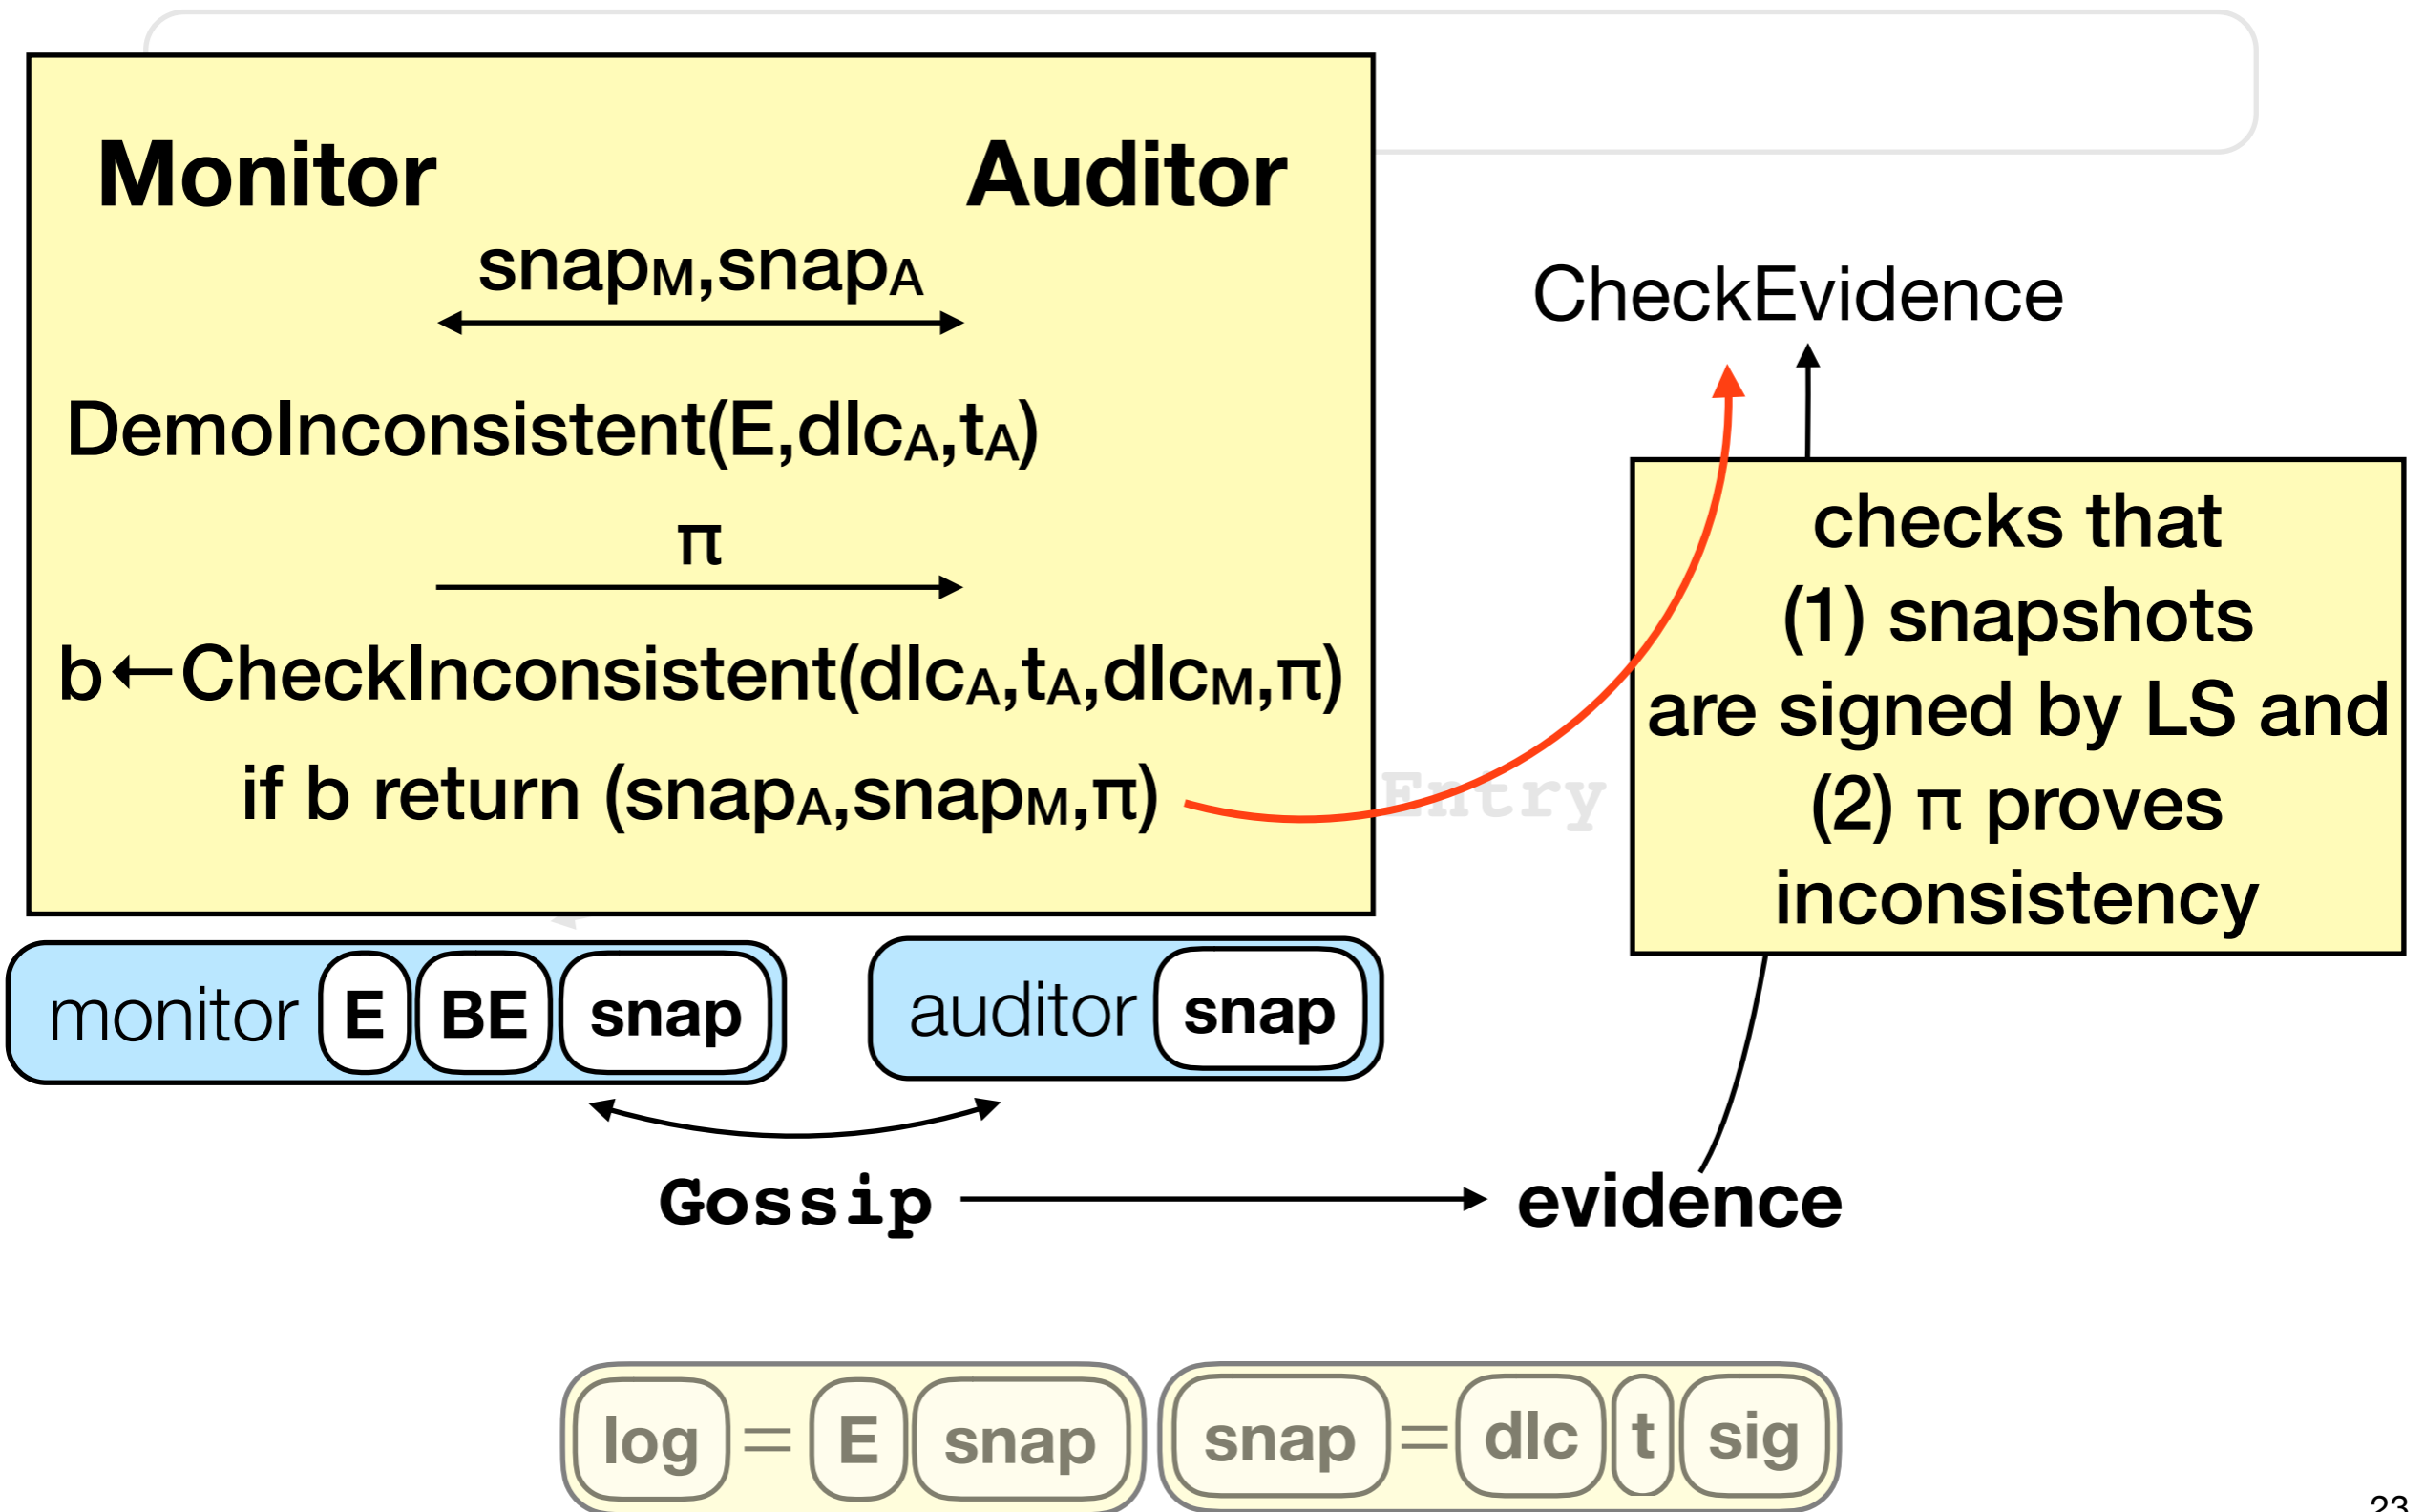 Monitor Auditor
snapM,snapA
DemoInconsistent(E,dlcA,tA)
π
b←CheckInconsistent(dlcA,tA,dlcM,π)
if b return (snapA,snapM,π)
CheckEvidence
checks that
(1) snapshots
are signed by LS and
(2) π proves
inconsistency
Entry
monitor E BE snap
auditor snap
Gossip
evidence
log = E snap
snap = dlc t sig
23